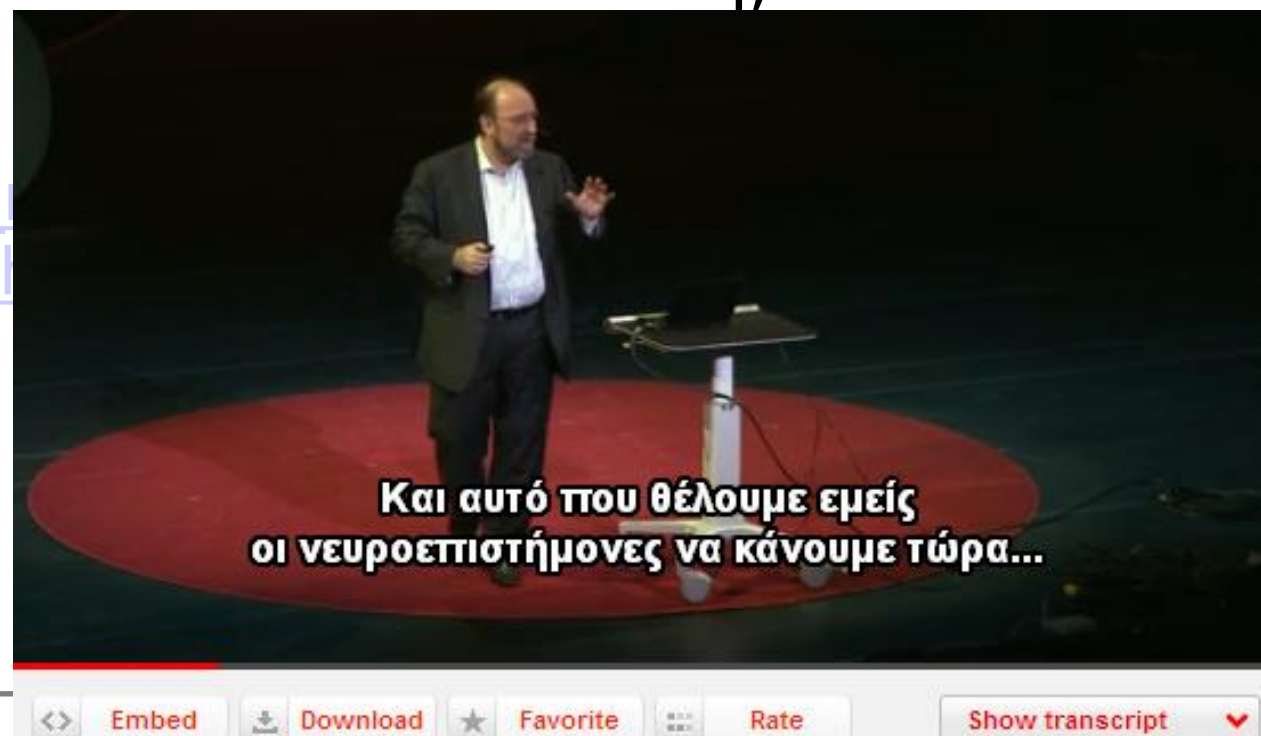 Και αυτό που θέλουμε εμείς
οι νευροεπιστήμονες να κάνουμε τώρα...
Embed Download Favorite Rate Show transcript